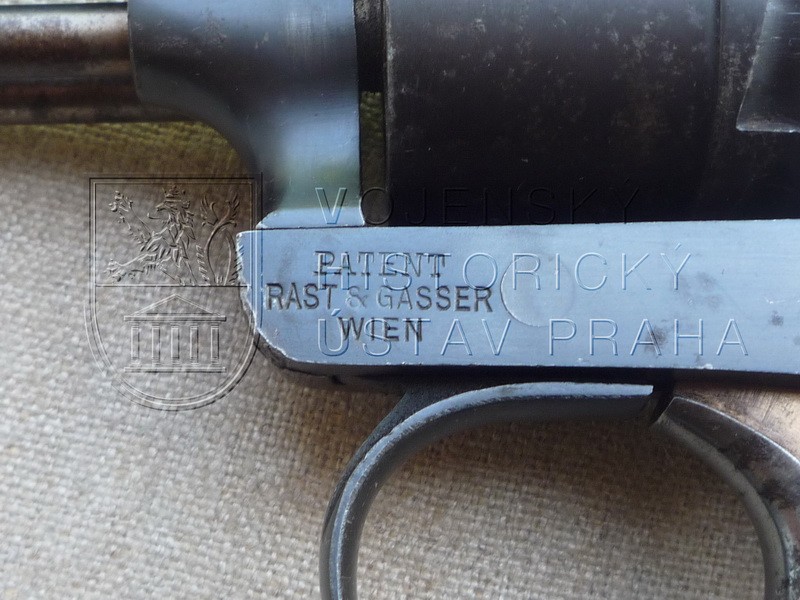 PATENT
RAST & GASSER
WIEN
VOJENSKÝ
HISTORICKÝ
ÚSTAV PRAHA